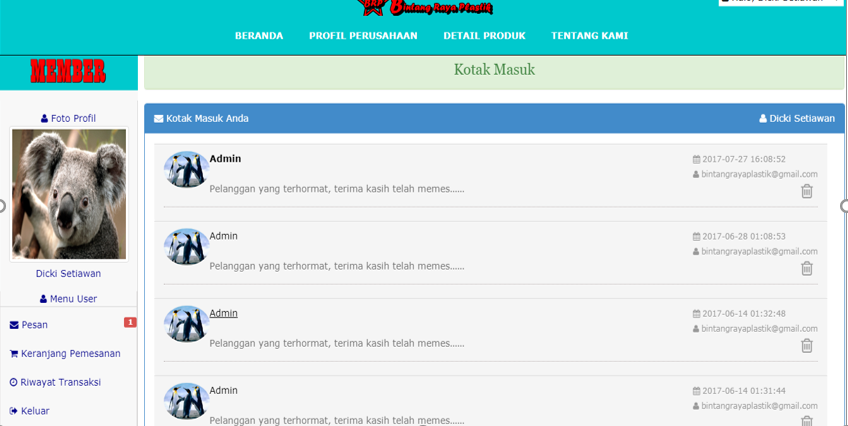 Bintang Raya Plastik
Dicki Setiawan
BERANDA PROFIL PERUSAHAAN DETAIL PRODUK TENTANG KAMI
MEMBER
Kotak Masuk
Foto Profil
Dicki Setiawan
Menu User
Pesan 1
Keranjang Pemesanan
Riwayat Transaksi
Keluar
Kotak Masuk Anda Dicki Setiawan
Admin 2017-07-27 16:08:52
bintangrayaplastik@gmail.com
Pelanggan yang terhormat, terima kasih telah memes......
Admin 2017-06-28 01:08:53
bintangrayaplastik@gmail.com
Pelanggan yang terhormat, terima kasih telah memes......
Admin 2017-06-14 01:32:48
bintangrayaplastik@gmail.com
Pelanggan yang terhormat, terima kasih telah memes......
Admin 2017-06-14 01:31:44
bintangrayaplastik@gmail.com
Pelanggan yang terhormat, terima kasih telah memes......